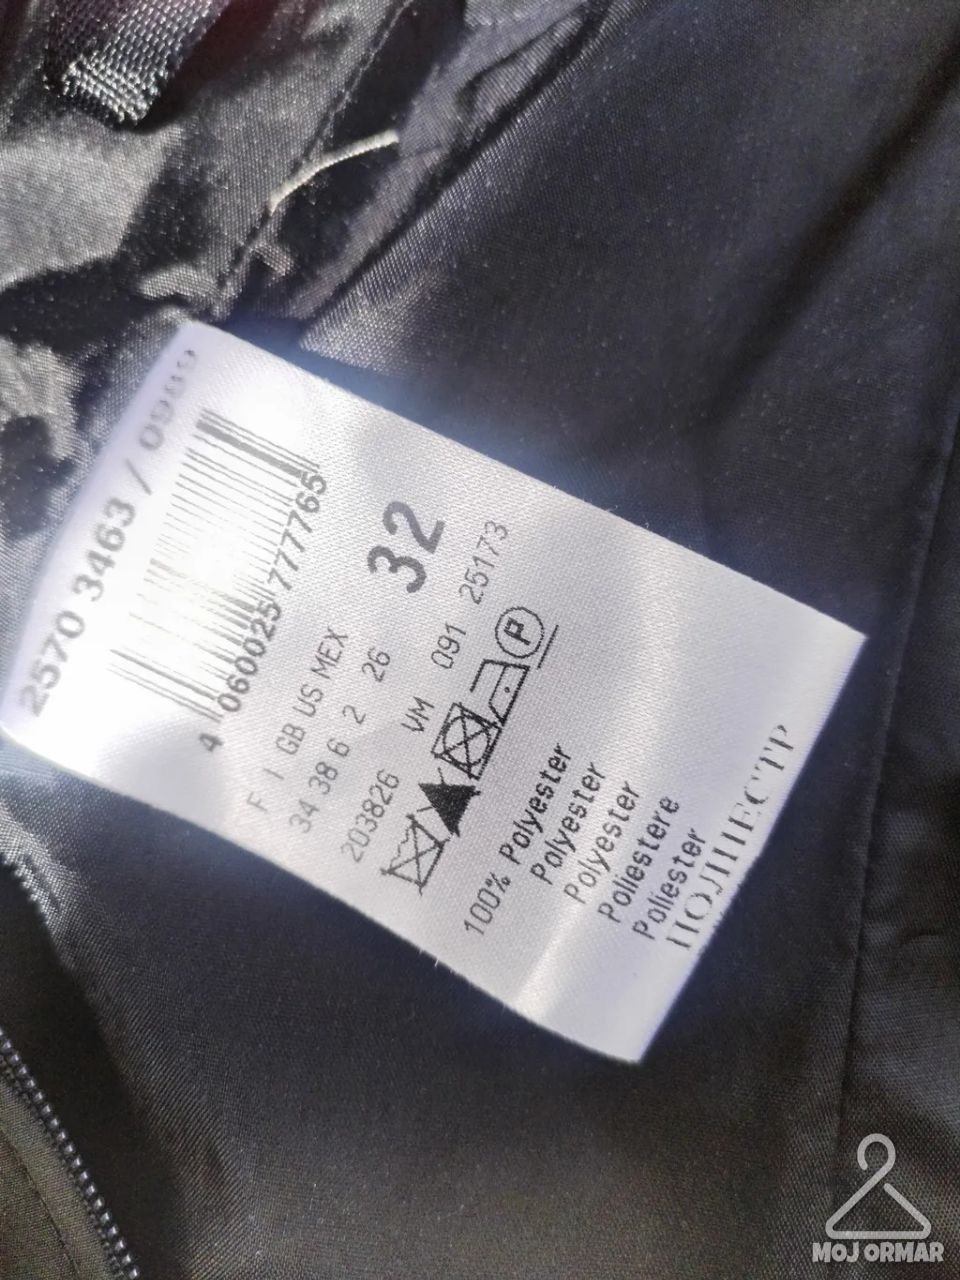 2570 3463 / 0989
4 060025 777765
F I GB US MEX
34 38 6 2 26
32
203826 VM 091 25173
P
100% Polyester
Polyester
Polyester
Poliestere
Poliester
ПОЛИЕСТР
MOJ ORMAR